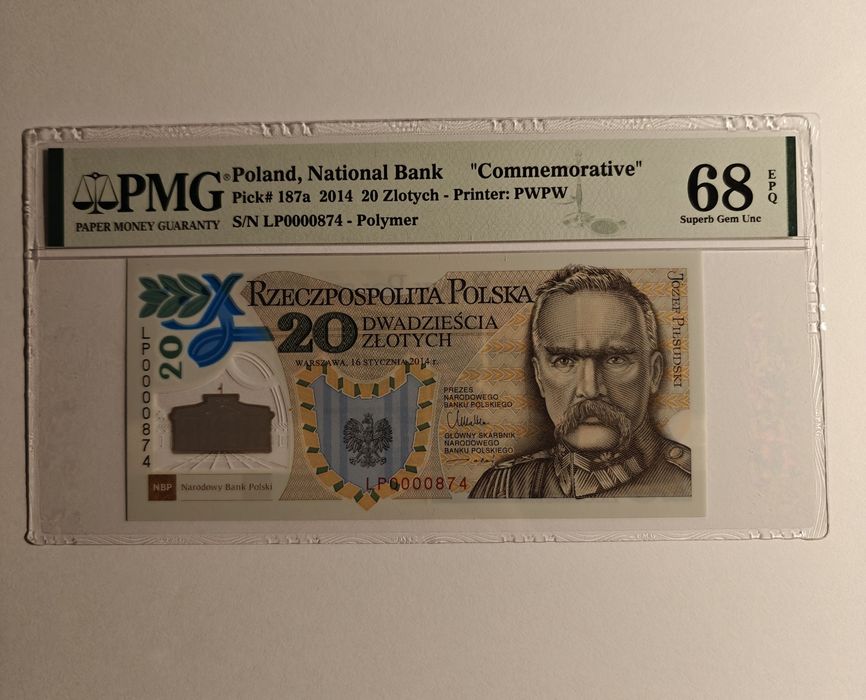 PMG®
PAPER MONEY GUARANTY
Poland, National Bank "Commemorative"
Pick# 187a 2014 20 Zlotych - Printer: PWPW
S/N LP0000874 - Polymer
68 EPQ
Superb Gem Unc
RZECZPOSPOLITA POLSKA
20 DWADZIEŚCIA
ZŁOTYCH
WARSZAWA, 16 STYCZNIA 2014 r.
PREZES
NARODOWEGO
BANKU POLSKIEGO
GŁÓWNY SKARBNIK
NARODOWEGO
BANKU POLSKIEGO
JÓZEF PIŁSUDSKI
20
LP0000874
LP0000874
NBP Narodowy Bank Polski
PMG